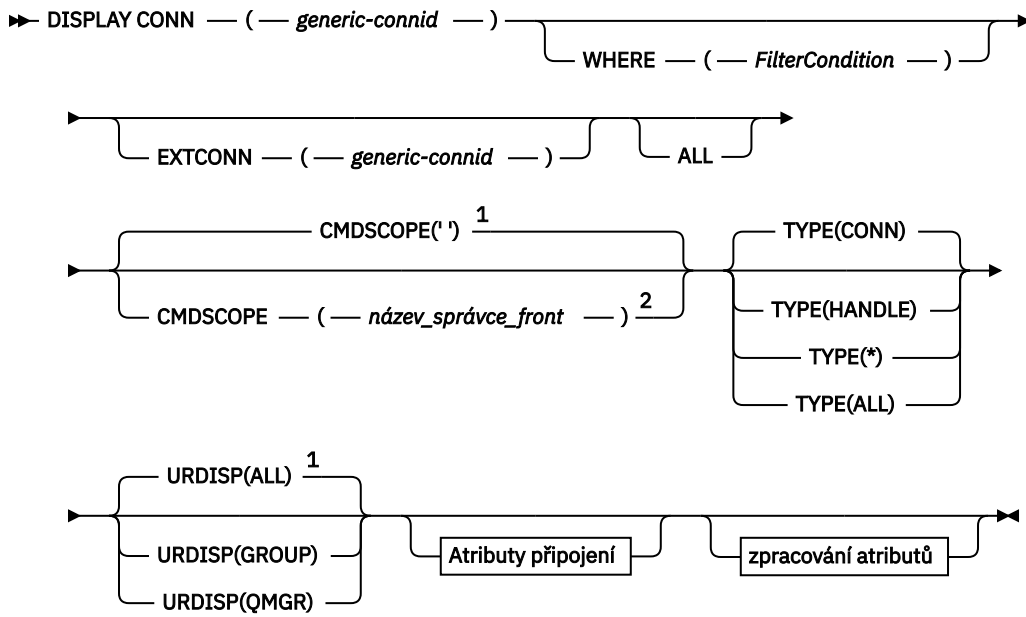 DISPLAY CONN ( generic-connid )
WHERE ( FilterCondition )
EXTCONN ( generic-connid )
ALL
CMDSCOPE(' ') 1
CMDSCOPE ( název_správce_front ) 2
TYPE(CONN)
TYPE(HANDLE)
TYPE(*)
TYPE(ALL)
URDISP(ALL) 1
URDISP(GROUP)
URDISP(QMGR)
Atributy připojení
zpracování atributů